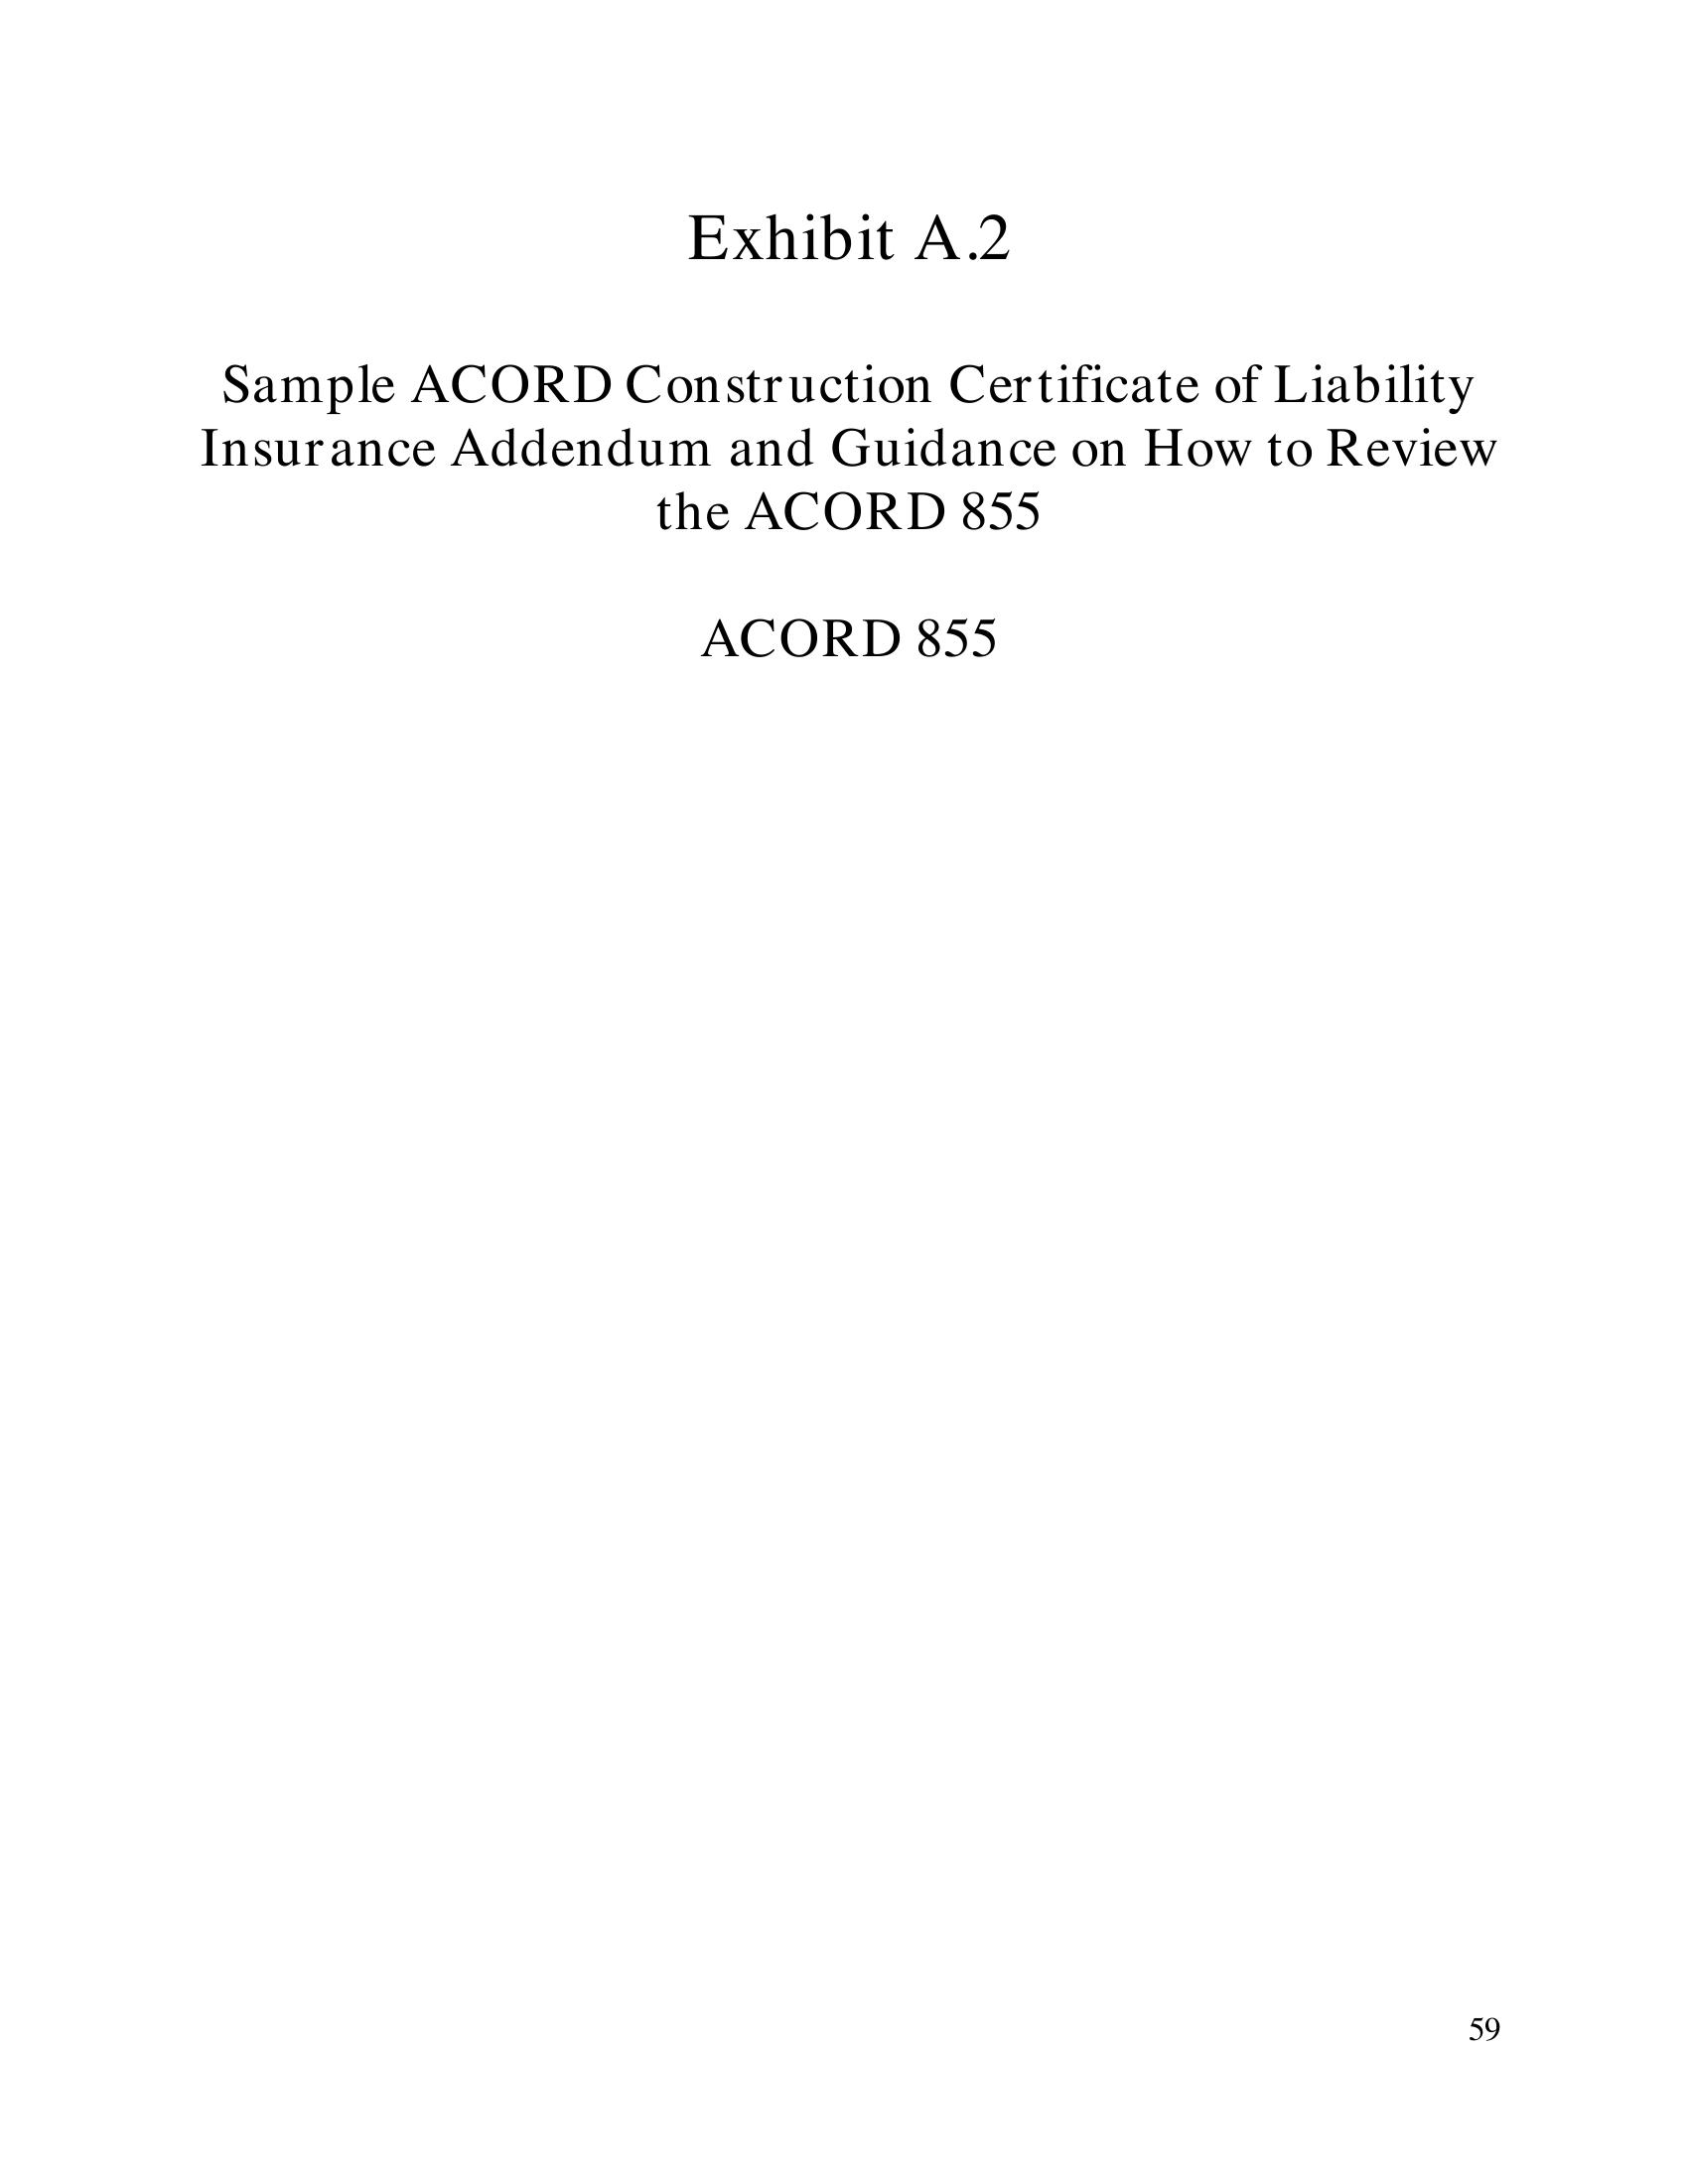 Exhibit A.2
Sample ACORD Construction Certificate of Liability
Insurance Addendum and Guidance on How to Review
the ACORD 855
ACORD 855
59